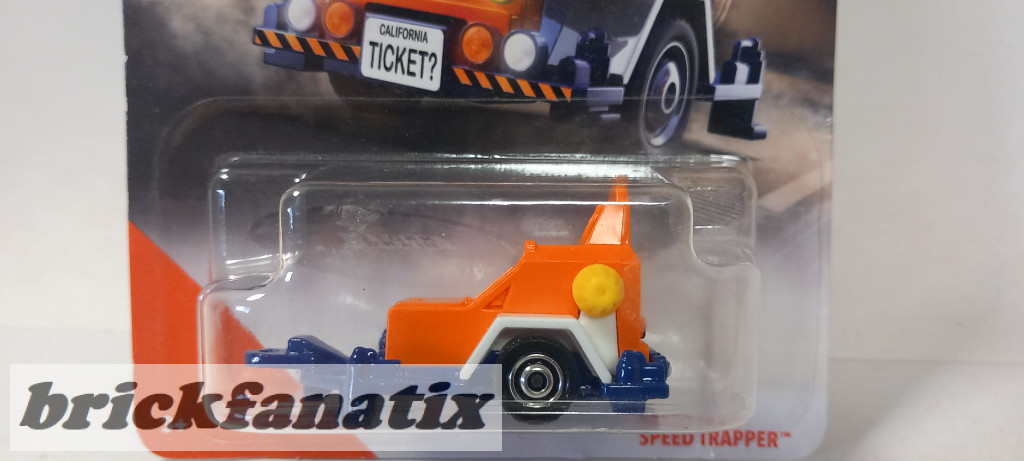 CALIFORNIA
TICKET?
brickfanatix
SPEED TRAPPER™